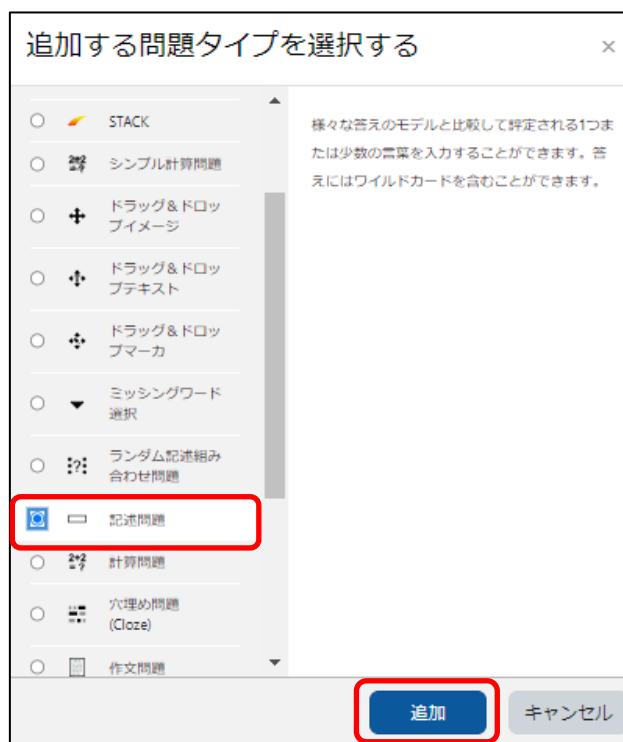 追加する問題タイプを選択する
×
STACK
シンプル計算問題
ドラッグ&ドロッ
プイメージ
ドラッグ&ドロッ
プテキスト
ドラッグ&ドロッ
プマーカ
ミッシングワード
選択
ランダム記述組み
合わせ問題
記述問題
計算問題
穴埋め問題
(Cloze)
作文問題
様々な答えのモデルと比較して評定される1つま
たは少数の言葉を入力することができます。答
えにはワイルドカードを含むことができます。
追加
キャンセル